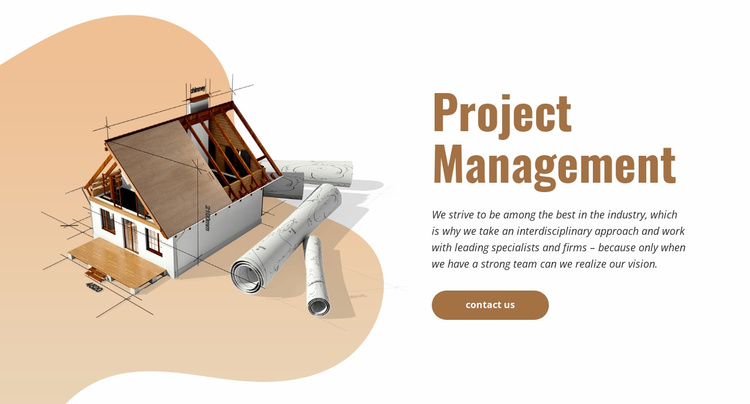 chimney
Project
Management
We strive to be among the best in the industry, which
is why we take an interdisciplinary approach and work
with leading specialists and firms – because only when
we have a strong team can we realize our vision.
contact us